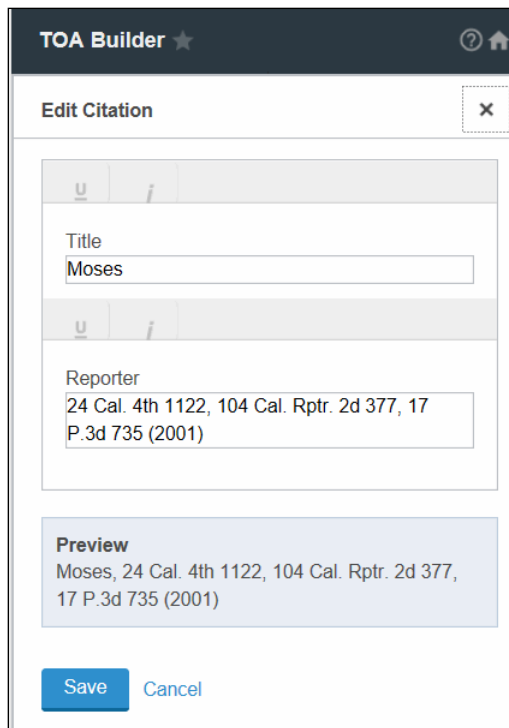 TOA Builder
Edit Citation
U i
Title
Moses
U i
Reporter
24 Cal. 4th 1122, 104 Cal. Rptr. 2d 377, 17
P.3d 735 (2001)
Preview
Moses, 24 Cal. 4th 1122, 104 Cal. Rptr. 2d 377,
17 P.3d 735 (2001)
Save Cancel